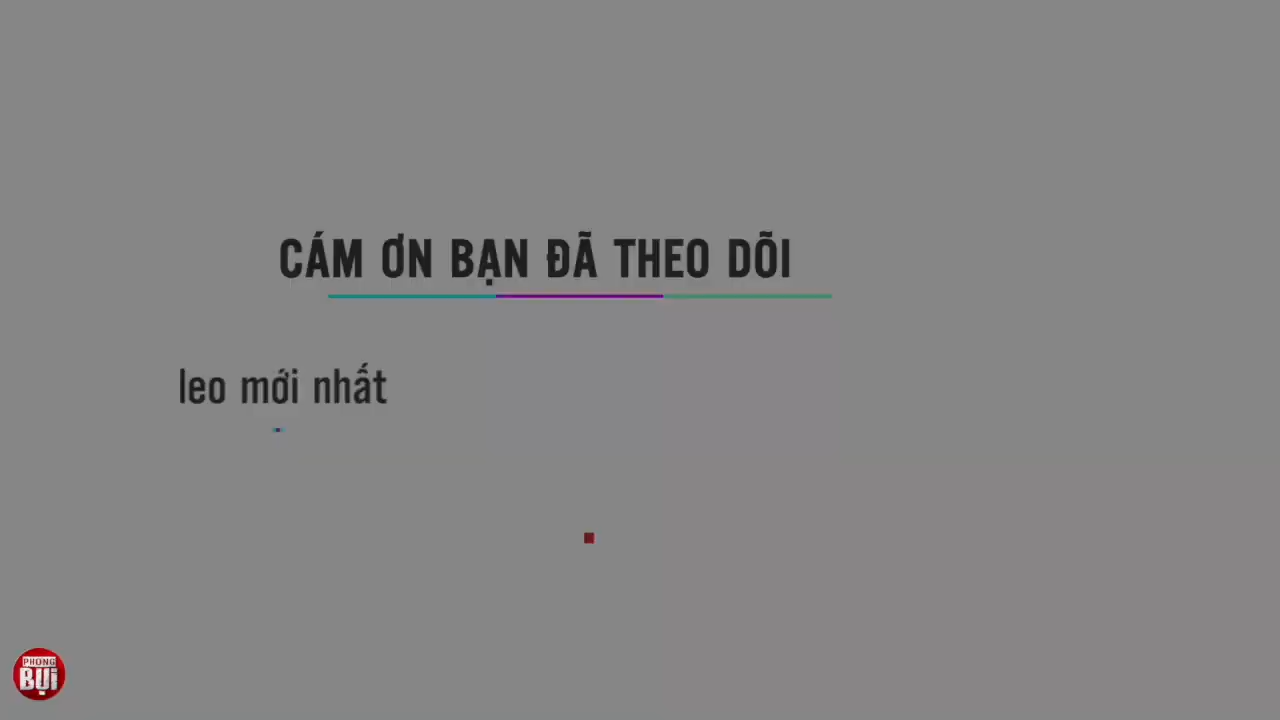 CÁM ƠN BẠN ĐÃ THEO DÕI
leo mới nhất
PHONG
BỤI